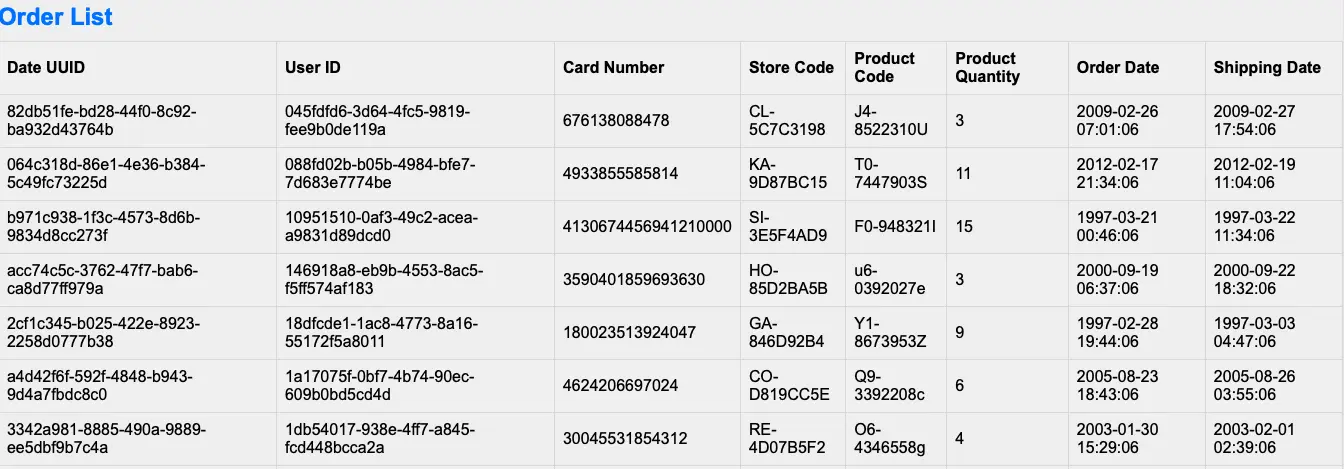 Order List
Date UUID User ID Card Number Store Code Product Code Product Quantity Order Date Shipping Date
82db51fe-bd28-44f0-8c92-ba932d43764b 045fdfd6-3d64-4fc5-9819-fee9b0de119a 676138088478 CL-5C7C3198 J4-8522310U 3 2009-02-26 07:01:06 2009-02-27 17:54:06
064c318d-86e1-4e36-b384-5c49fc73225d 088fd02b-b05b-4984-bfe7-7d683e7774be 4933855585814 KA-9D87BC15 T0-7447903S 11 2012-02-17 21:34:06 2012-02-19 11:04:06
b971c938-1f3c-4573-8d6b-9834d8cc273f 10951510-0af3-49c2-acea-a9831d89dcd0 4130674456941210000 SI-3E5F4AD9 F0-948321I 15 1997-03-21 00:46:06 1997-03-22 11:34:06
acc74c5c-3762-47f7-bab6-ca8d77ff979a 146918a8-eb9b-4553-8ac5-f5ff574af183 3590401859693630 HO-85D2BA5B u6-0392027e 3 2000-09-19 06:37:06 2000-09-22 18:32:06
2cf1c345-b025-422e-8923-2258d0777b38 18dfcde1-1ac8-4773-8a16-55172f5a8011 180023513924047 GA-846D92B4 Y1-8673953Z 9 1997-02-28 19:44:06 1997-03-03 04:47:06
a4d42f6f-592f-4848-b943-9d4a7fbdc8c0 1a17075f-0bf7-4b74-90ec-609b0bd5cd4d 4624206697024 CO-D819CC5E Q9-3392208c 6 2005-08-23 18:43:06 2005-08-26 03:55:06
3342a981-8885-490a-9889-ee5dbf9b7c4a 1db54017-938e-4ff7-a845-fcd448bcca2a 30045531854312 RE-4D07B5F2 O6-4346558g 4 2003-01-30 15:29:06 2003-02-01 02:39:06